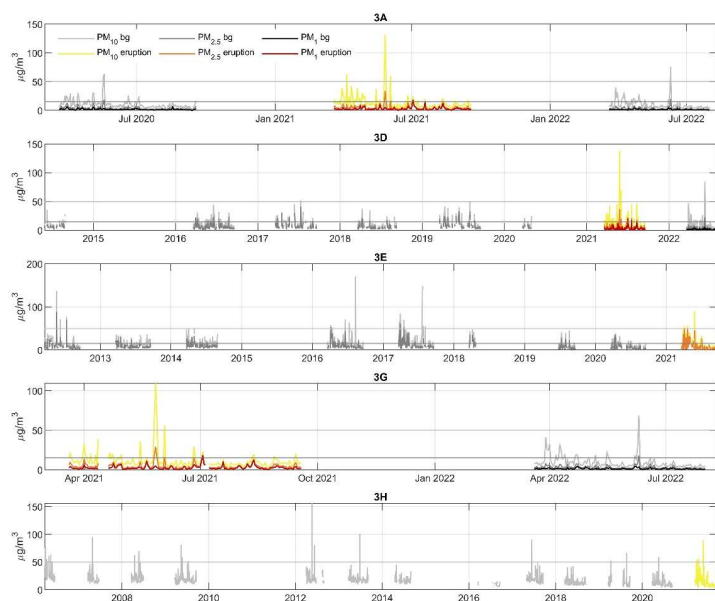 3A
150
100
50
0
µg/m³
PM10 bg
PM2.5 bg
PM1 bg
PM10 eruption
PM2.5 eruption
PM1 eruption
Jul 2020
Jan 2021
Jul 2021
Jan 2022
Jul 2022
3D
150
100
50
0
µg/m³
2015
2016
2017
2018
2019
2020
2021
2022
3E
200
150
100
50
0
µg/m³
2013
2014
2015
2016
2017
2018
2019
2020
2021
3G
100
50
0
µg/m³
Apr 2021
Jul 2021
Oct 2021
Jan 2022
Apr 2022
Jul 2022
3H
150
100
50
0
µg/m³
2008
2010
2012
2014
2016
2018
2020